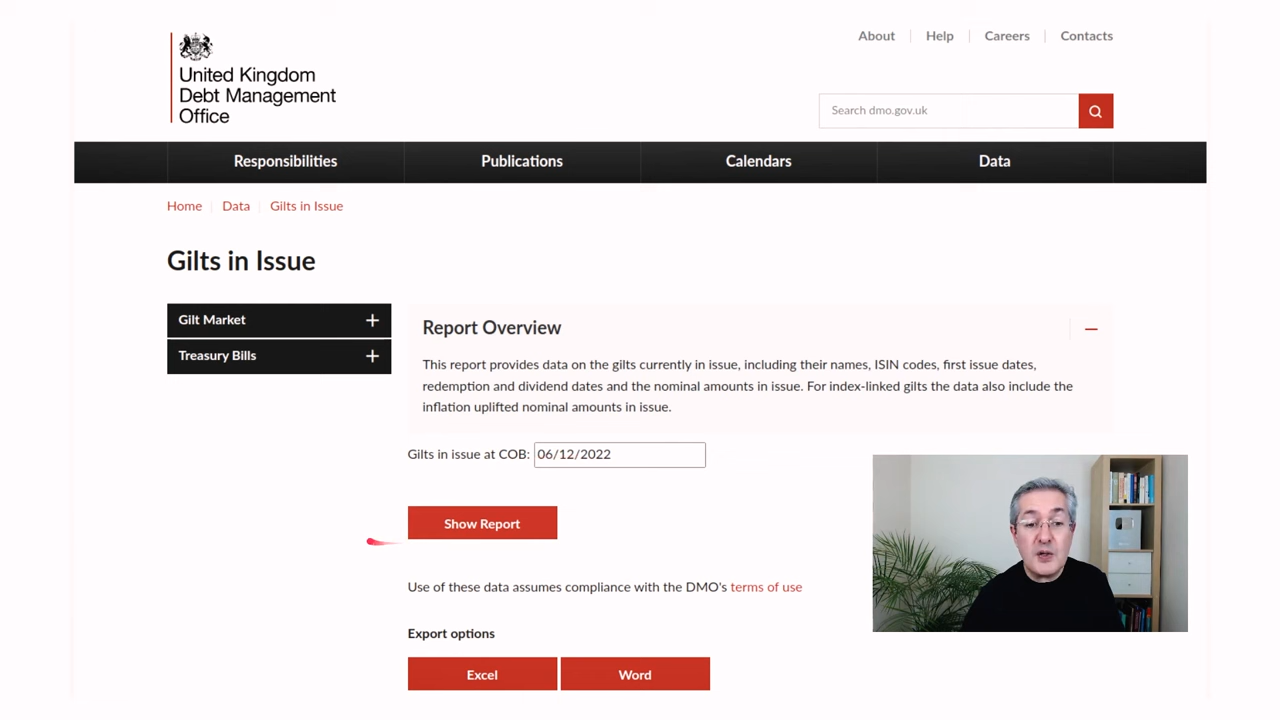 About
Help
Careers
Contacts
United Kingdom
Debt Management
Office
Search dmo.gov.uk
Responsibilities
Publications
Calendars
Data
Home
Data
Gilts in Issue
Gilts in Issue
Gilt Market
Treasury Bills
Report Overview
This report provides data on the gilts currently in issue, including their names, ISIN codes, first issue dates,
redemption and dividend dates and the nominal amounts in issue. For index-linked gilts the data also include the
inflation uplifted nominal amounts in issue.
Gilts in issue at COB: 06/12/2022
Show Report
Use of these data assumes compliance with the DMO's terms of use
Export options
Excel
Word